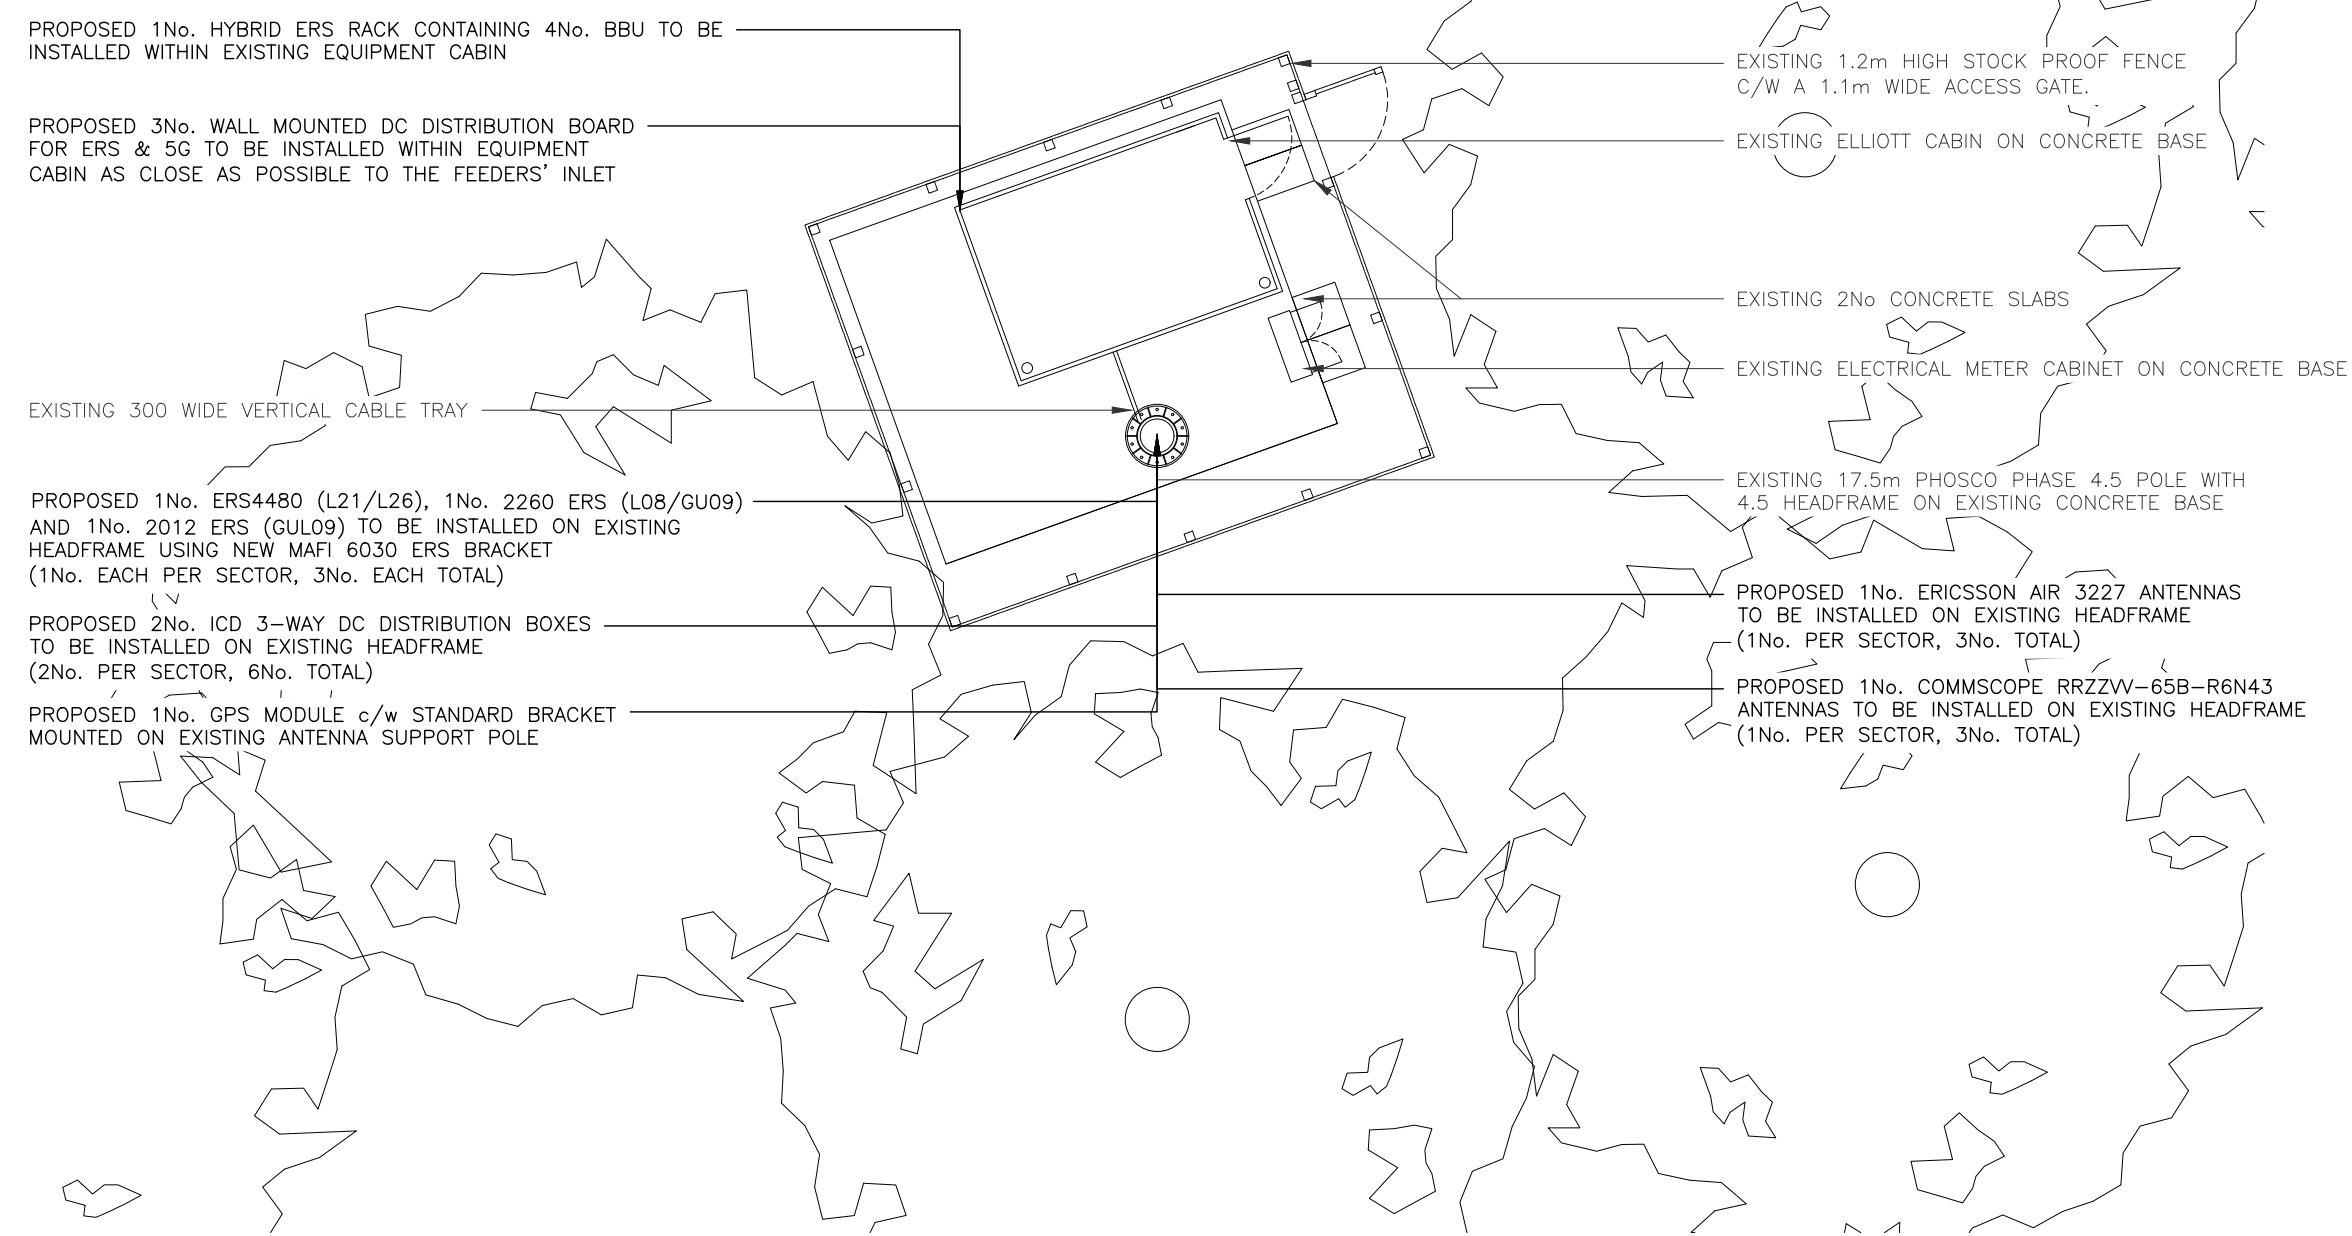 PROPOSED 1No. HYBRID ERS RACK CONTAINING 4No. BBU TO BE
INSTALLED WITHIN EXISTING EQUIPMENT CABIN
PROPOSED 3No. WALL MOUNTED DC DISTRIBUTION BOARD
FOR ERS & 5G TO BE INSTALLED WITHIN EQUIPMENT
CABIN AS CLOSE AS POSSIBLE TO THE FEEDERS' INLET
EXISTING 300 WIDE VERTICAL CABLE TRAY
PROPOSED 1No. ERS4480 (L21/L26), 1No. 2260 ERS (L08/GU09)
AND 1No. 2012 ERS (GUL09) TO BE INSTALLED ON EXISTING
HEADFRAME USING NEW MAFI 6030 ERS BRACKET
(1No. EACH PER SECTOR, 3No. EACH TOTAL)
PROPOSED 2No. ICD 3-WAY DC DISTRIBUTION BOXES
TO BE INSTALLED ON EXISTING HEADFRAME
(2No. PER SECTOR, 6No. TOTAL)
PROPOSED 1No. GPS MODULE c/w STANDARD BRACKET
MOUNTED ON EXISTING ANTENNA SUPPORT POLE
EXISTING 1.2m HIGH STOCK PROOF FENCE
C/W A 1.1m WIDE ACCESS GATE.
EXISTING ELLIOTT CABIN ON CONCRETE BASE
EXISTING 2No CONCRETE SLABS
EXISTING ELECTRICAL METER CABINET ON CONCRETE BASE
EXISTING 17.5m PHOSCO PHASE 4.5 POLE WITH
4.5 HEADFRAME ON EXISTING CONCRETE BASE
PROPOSED 1No. ERICSSON AIR 3227 ANTENNAS
TO BE INSTALLED ON EXISTING HEADFRAME
(1No. PER SECTOR, 3No. TOTAL)
PROPOSED 1No. COMMSCOPE RRZZVV-65B-R6N43
ANTENNAS TO BE INSTALLED ON EXISTING HEADFRAME
(1No. PER SECTOR, 3No. TOTAL)